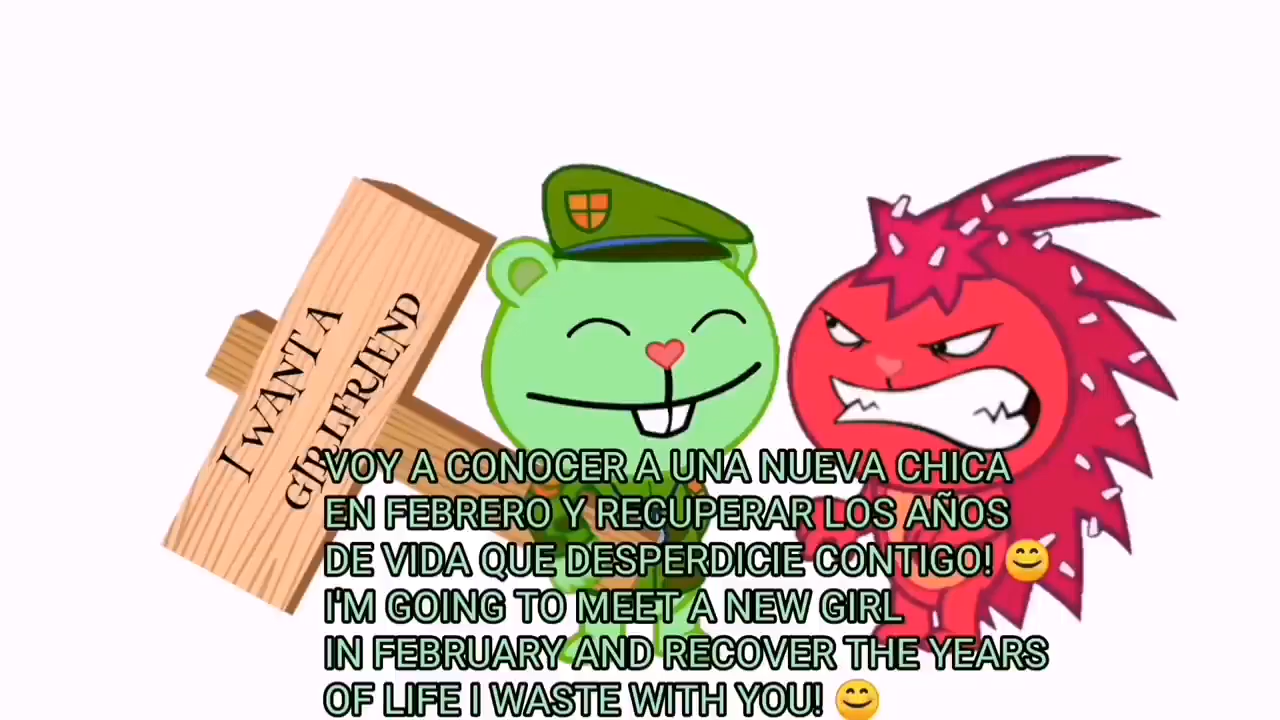 I WANT A
GIRLFRIEND
VOY A CONOCER A UNA NUEVA CHICA
EN FEBRERO Y RECUPERAR LOS AÑOS
DE VIDA QUE DESPERDICIE CONTIGO! 😊
I'M GOING TO MEET A NEW GIRL
IN FEBRUARY AND RECOVER THE YEARS
OF LIFE I WASTE WITH YOU! 😊